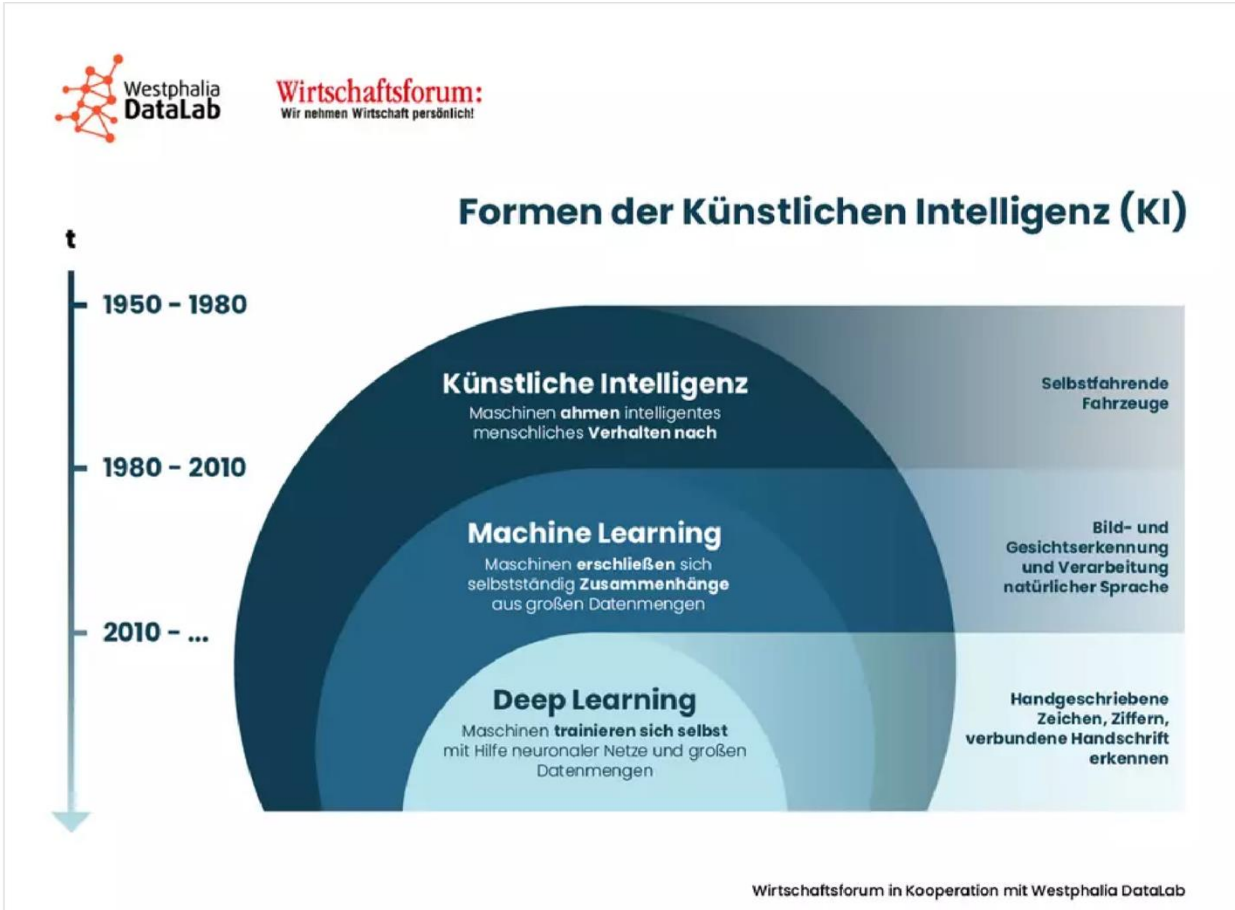 Westphalia
DataLab
Wirtschaftsforum:
Wir nehmen Wirtschaft persönlich!
Formen der Künstlichen Intelligenz (KI)
t
1950 - 1980
Künstliche Intelligenz
Maschinen ahmen intelligentes
menschliches Verhalten nach
Selbstfahrende
Fahrzeuge
1980 - 2010
Machine Learning
Maschinen erschließen sich
selbstständig Zusammenhänge
aus großen Datenmengen
Bild- und
Gesichtserkennung
und Verarbeitung
natürlicher Sprache
2010 - ...
Deep Learning
Maschinen trainieren sich selbst
mit Hilfe neuronaler Netze und großen
Datenmengen
Handgeschriebene
Zeichen, Ziffern,
verbundene Handschrift
erkennen
Wirtschaftsforum in Kooperation mit Westphalia DataLab